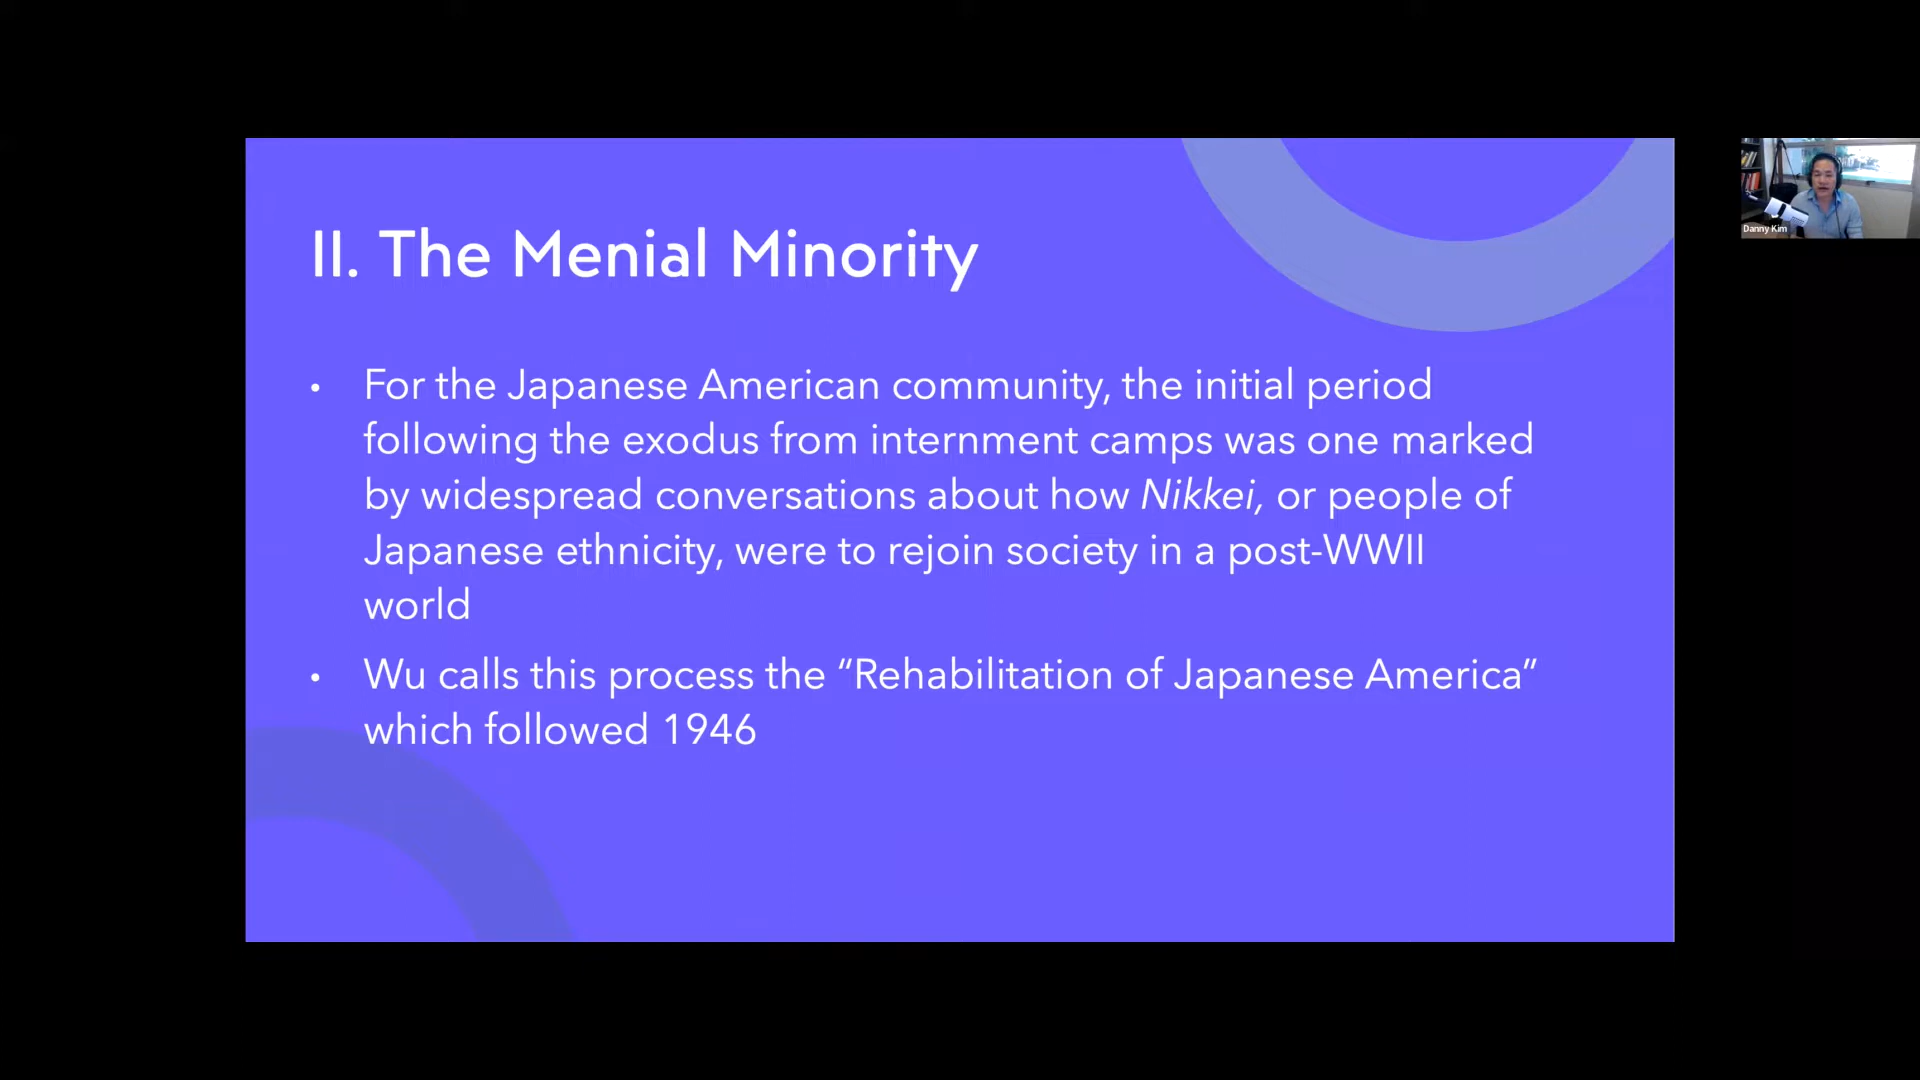 II. The Menial Minority
• For the Japanese American community, the initial period
following the exodus from internment camps was one marked
by widespread conversations about how Nikkei, or people of
Japanese ethnicity, were to rejoin society in a post-WWII
world
• Wu calls this process the “Rehabilitation of Japanese America”
which followed 1946
Danny Kim